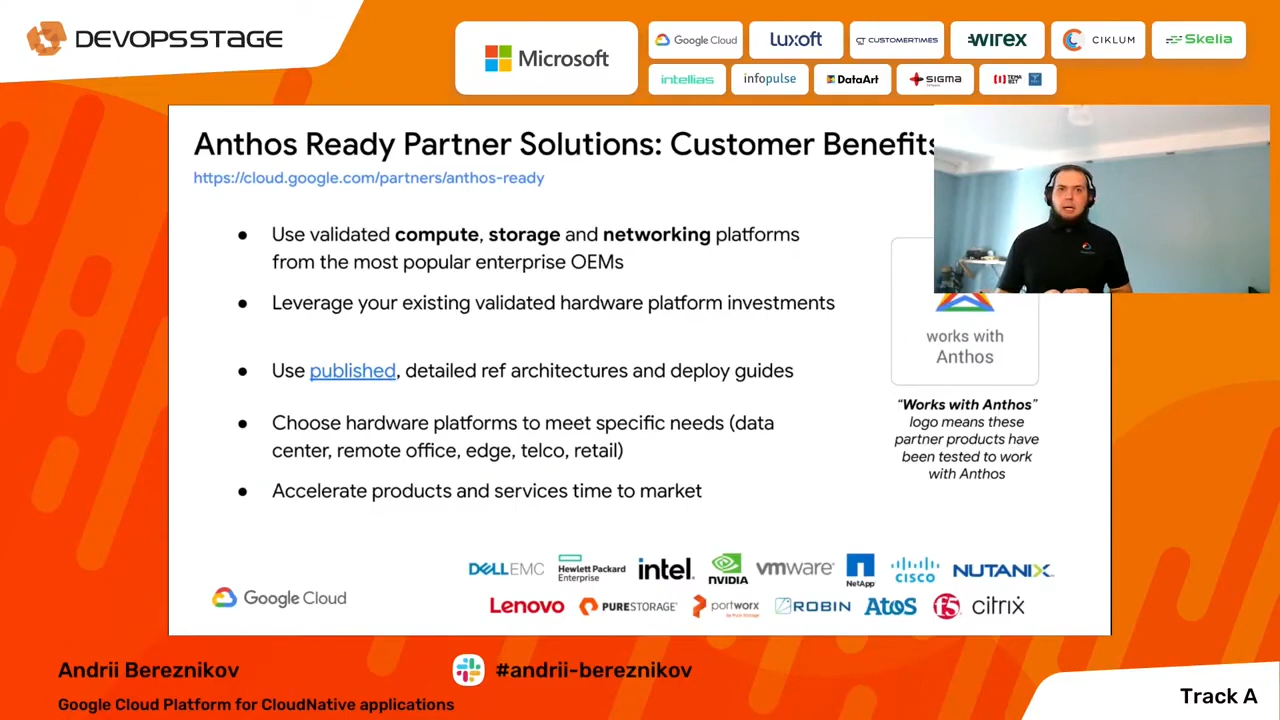 DEVOPSSTAGE
Microsoft
Google Cloud
Luxoft
CUSTOMERTIMES
WIREX
CIKLUM
Skelia
intellias
infopulse
DataArt
SIGMA
Anthos Ready Partner Solutions: Customer Benefits
https://cloud.google.com/partners/anthos-ready
● Use validated compute, storage and networking platforms
from the most popular enterprise OEMs
● Leverage your existing validated hardware platform investments
● Use published, detailed ref architectures and deploy guides
● Choose hardware platforms to meet specific needs (data
center, remote office, edge, telco, retail)
● Accelerate products and services time to market
works with
Anthos
“Works with Anthos”
logo means these
partner products have
been tested to work
with Anthos
DELLEMC
Hewlett Packard
Enterprise
intel.
NVIDIA
vmware
NetApp
CISCO
NUTANIX
Lenovo
PURESTORAGE
portworx
ROBIN
Atos
f5
citrix
Google Cloud
Andrii Bereznikov
#andrii-bereznikov
Google Cloud Platform for CloudNative applications
Track A